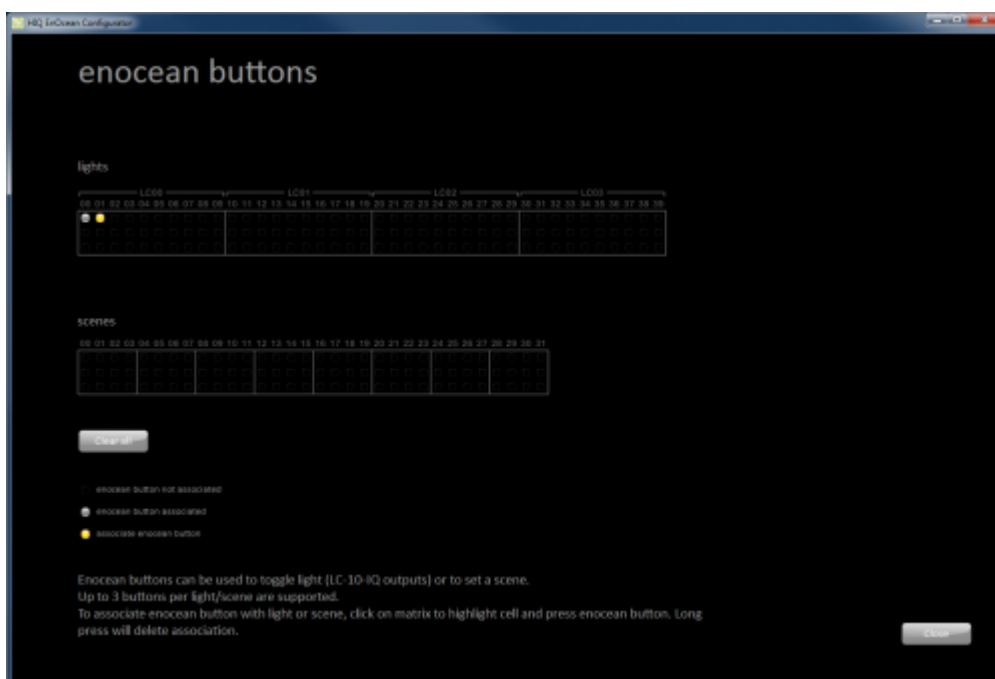 HIQ EnOcean Configurator
enocean buttons
lights
LC00 LC01 LC02 LC03
00 01 02 03 04 05 06 07 08 09 10 11 12 13 14 15 16 17 18 19 20 21 22 23 24 25 26 27 28 29 30 31 32 33 34 35 36 37 38 39
scenes
00 01 02 03 04 05 06 07 08 09 10 11 12 13 14 15 16 17 18 19 20 21 22 23 24 25 26 27 28 29 30 31
Clear all
enocean button not associated
enocean button associated
associate enocean button
Enocean buttons can be used to toggle light (LC-10-IQ outputs) or to set a scene.
Up to 3 buttons per light/scene are supported.
To associate enocean button with light or scene, click on matrix to highlight cell and press enocean button. Long
press will delete association.
Close